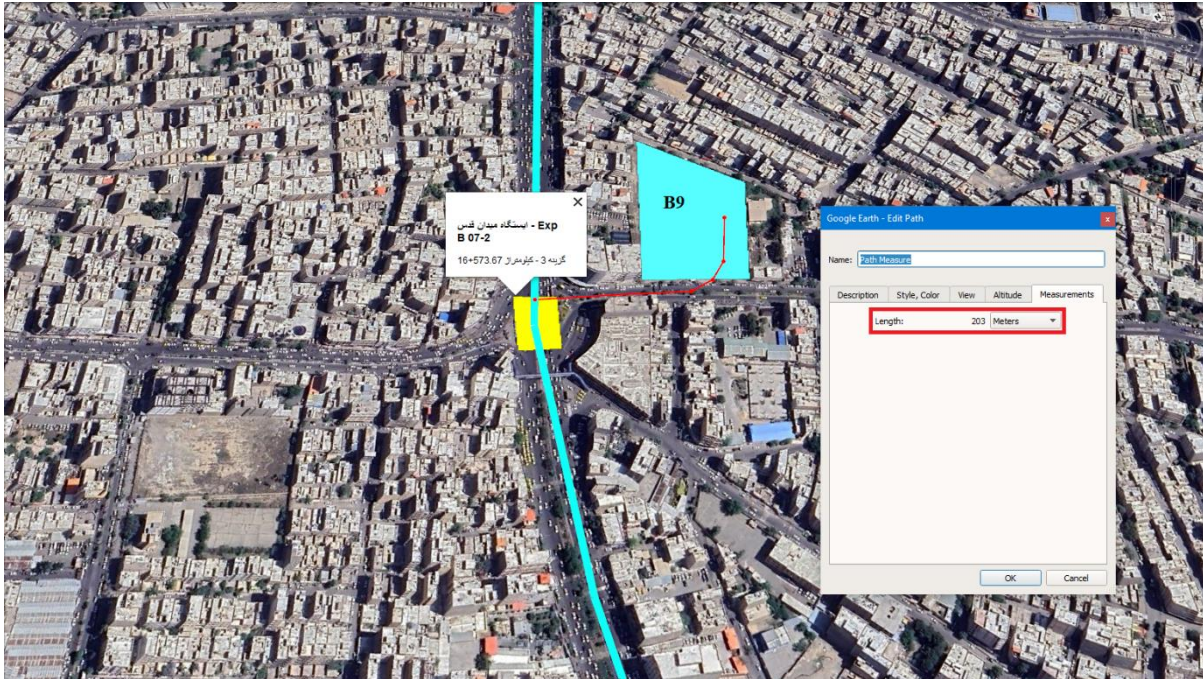 ایستگاه میدان قدس - Exp
B 07-2
گزینه 3 - کیلومتراژ 16+573.67
B9
Google Earth - Edit Path
Name: Path Measure
Description Style, Color View Altitude Measurements
Length: 203 Meters
OK Cancel